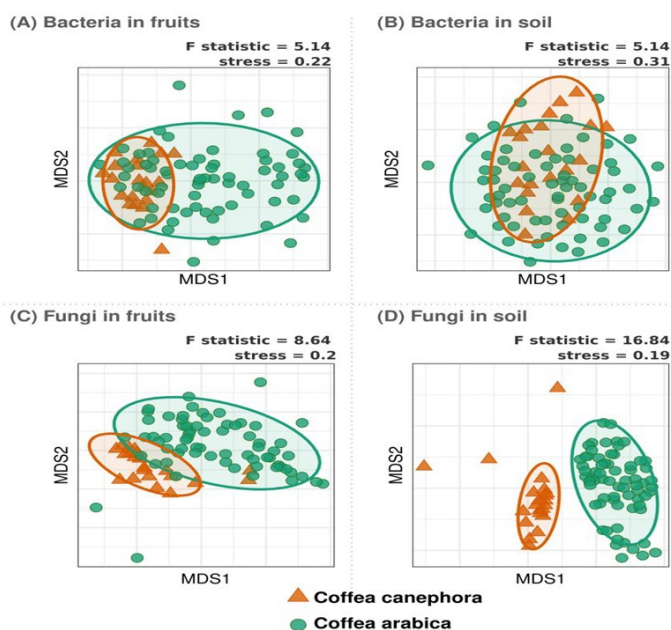 (A) Bacteria in fruits
F statistic = 5.14
stress = 0.22
MDS2
MDS1
(B) Bacteria in soil
F statistic = 5.14
stress = 0.31
MDS2
MDS1
(C) Fungi in fruits
F statistic = 8.64
stress = 0.2
MDS2
MDS1
(D) Fungi in soil
F statistic = 16.84
stress = 0.19
MDS2
MDS1
Coffea canephora
Coffea arabica